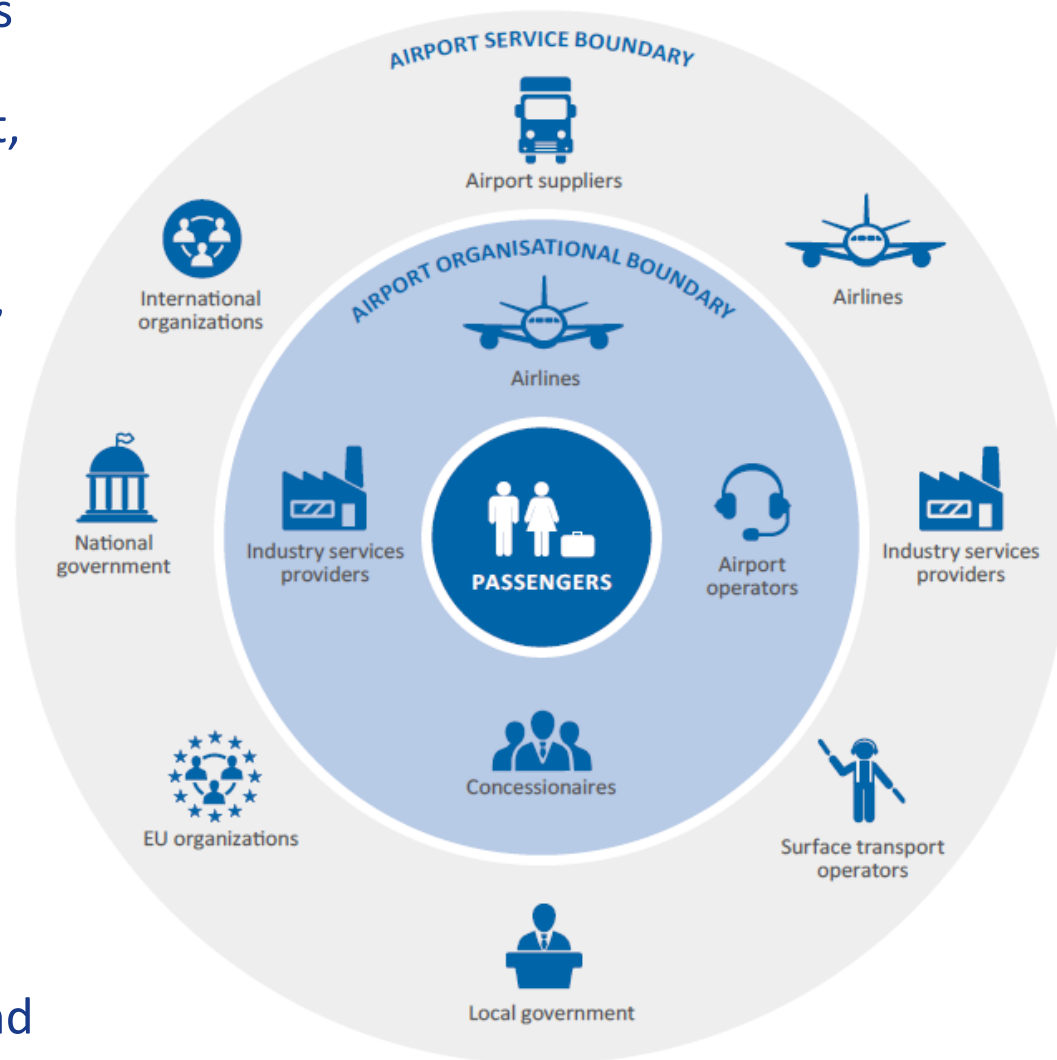 s
t,
,
nd
AIRPORT SERVICE BOUNDARY
Airport suppliers
International
organizations
Airlines
AIRPORT ORGANISATIONAL BOUNDARY
Airlines
National
government
Industry services
providers
PASSENGERS
Airport
operators
Industry services
providers
Concessionaires
EU organizations
Surface transport
operators
Local government